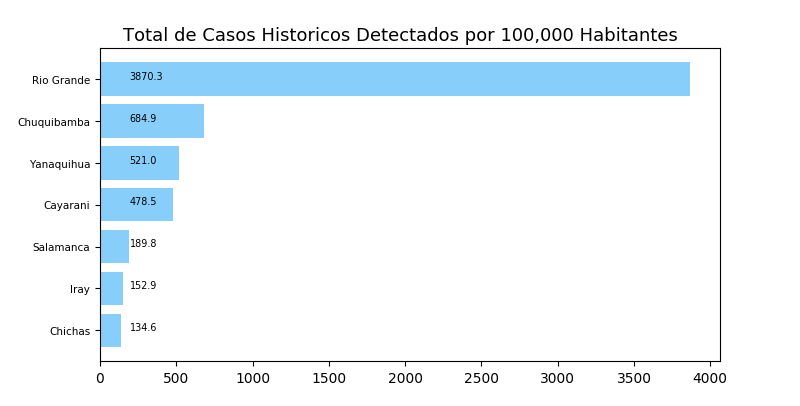 Total de Casos Historicos Detectados por 100,000 Habitantes
Rio Grande 3870.3
Chuquibamba 684.9
Yanaquihua 521.0
Cayarani 478.5
Salamanca 189.8
Iray 152.9
Chichas 134.6
0 500 1000 1500 2000 2500 3000 3500 4000